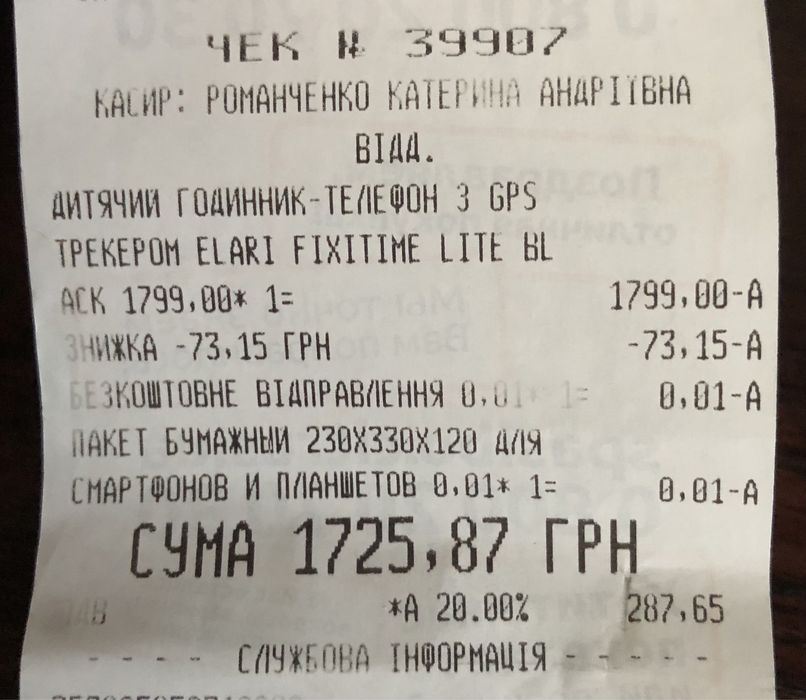 ЧЕК № 39907
КАСИР: РОМАНЧЕНКО КАТЕРИНА АНДРІЇВНА
ВІДД.
ДИТЯЧИЙ ГОДИННИК-ТЕЛЕФОН З GPS
ТРЕКЕРОМ ELARI FIXITIME LITE BL
ACK 1799,00* 1= 1799,00-А
ЗНИЖКА -73,15 ГРН -73,15-А
БЕЗКОШТОВНЕ ВІДПРАВЛЕННЯ 0,01* 1= 0,01-А
ПАКЕТ БУМАЖНЫЙ 230Х330Х120 ДЛЯ
СМАРТФОНОВ И ПЛАНШЕТОВ 0,01* 1= 0,01-А
СУМА 1725,87 ГРН
ПДВ *А 20.00% 287,65
- - - - СЛУЖБОВА ІНФОРМАЦІЯ - - - - -